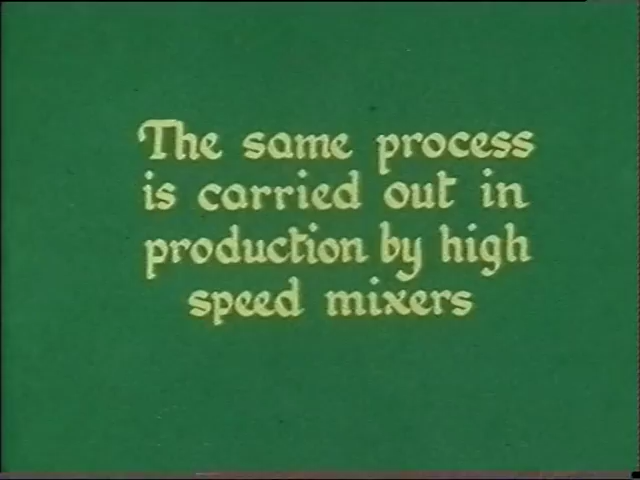 The same process
is carried out in
production by high
speed mixers